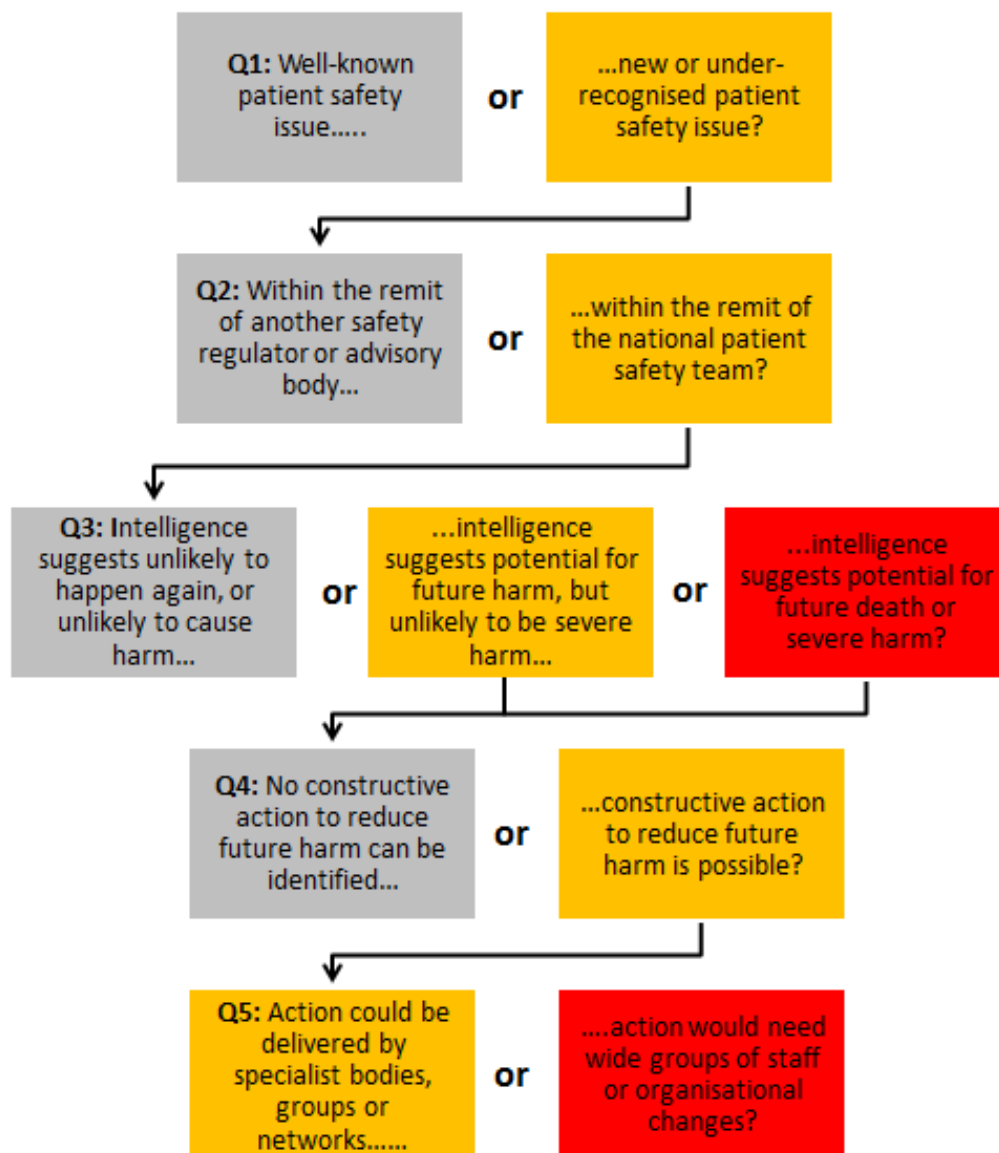 Q1: Well-known
patient safety
issue…..
or
…new or under-
recognised patient
safety issue?
Q2: Within the remit
of another safety
regulator or advisory
body…
or
…within the remit of
the national patient
safety team?
Q3: Intelligence
suggests unlikely to
happen again, or
unlikely to cause
harm…
or
…intelligence
suggests potential for
future harm, but
unlikely to be severe
harm…
or
…intelligence
suggests potential for
future death or
severe harm?
Q4: No constructive
action to reduce
future harm can be
identified…
or
…constructive action
to reduce future
harm is possible?
Q5: Action could be
delivered by
specialist bodies,
groups or
networks……
or
….action would need
wide groups of staff
or organisational
changes?